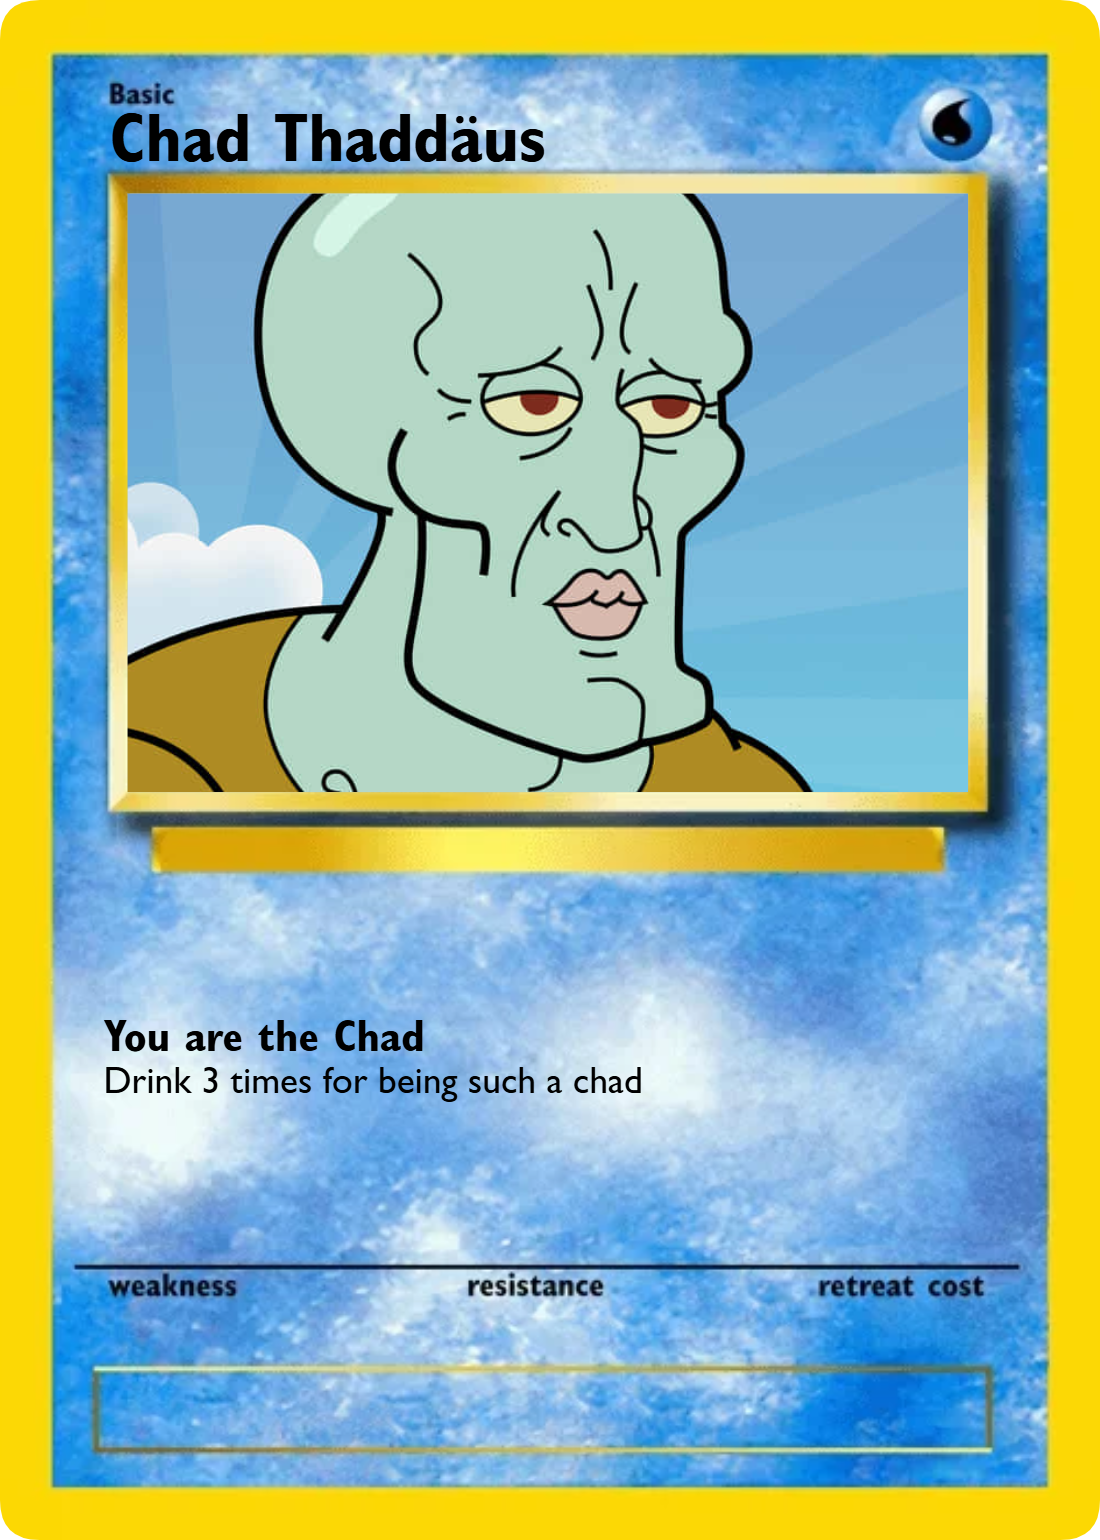 Basic
Chad Thaddäus
You are the Chad
Drink 3 times for being such a chad
weakness resistance retreat cost